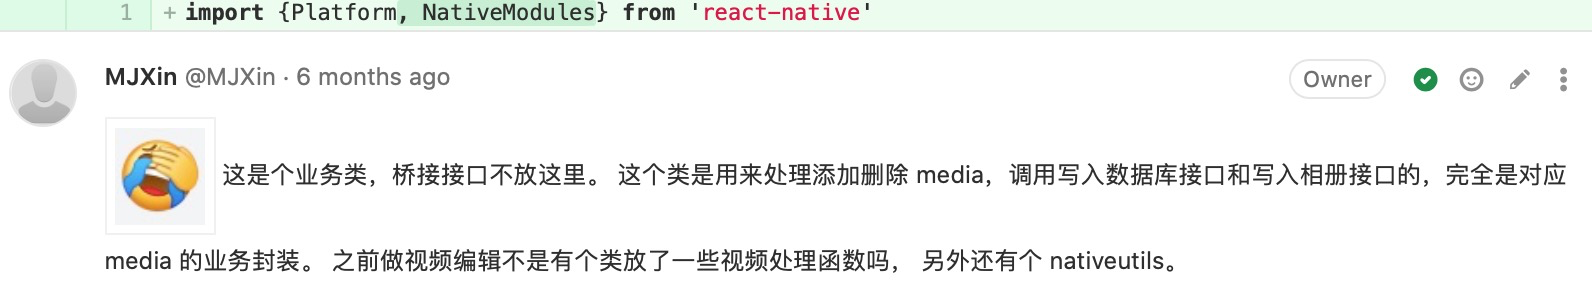 1 + import {Platform, NativeModules} from 'react-native'
MJXin @MJXin · 6 months ago Owner
这是个业务类，桥接接口不放这里。 这个类是用来处理添加删除 media，调用写入数据库接口和写入相册接口的，完全是对应
media 的业务封装。 之前做视频编辑不是有个类放了一些视频处理函数吗， 另外还有个 nativeutils。